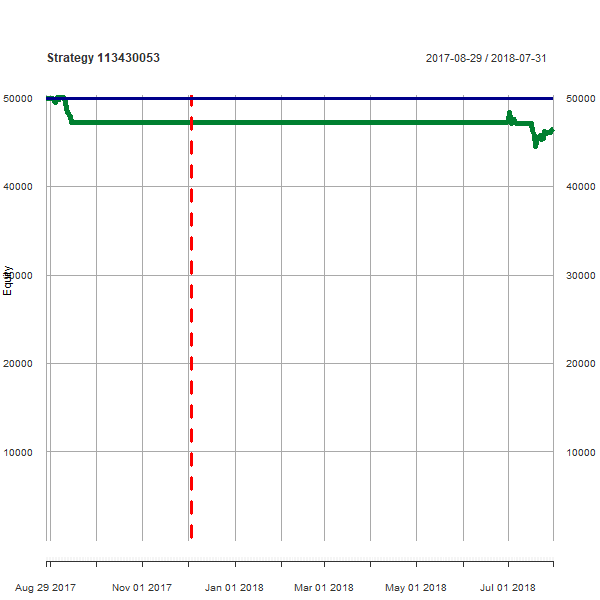 Strategy 113430053
2017-08-29 / 2018-07-31
50000
50000
40000
40000
Equity
30000
30000
20000
20000
10000
10000
Aug 29 2017
Nov 01 2017
Jan 01 2018
Mar 01 2018
May 01 2018
Jul 01 2018